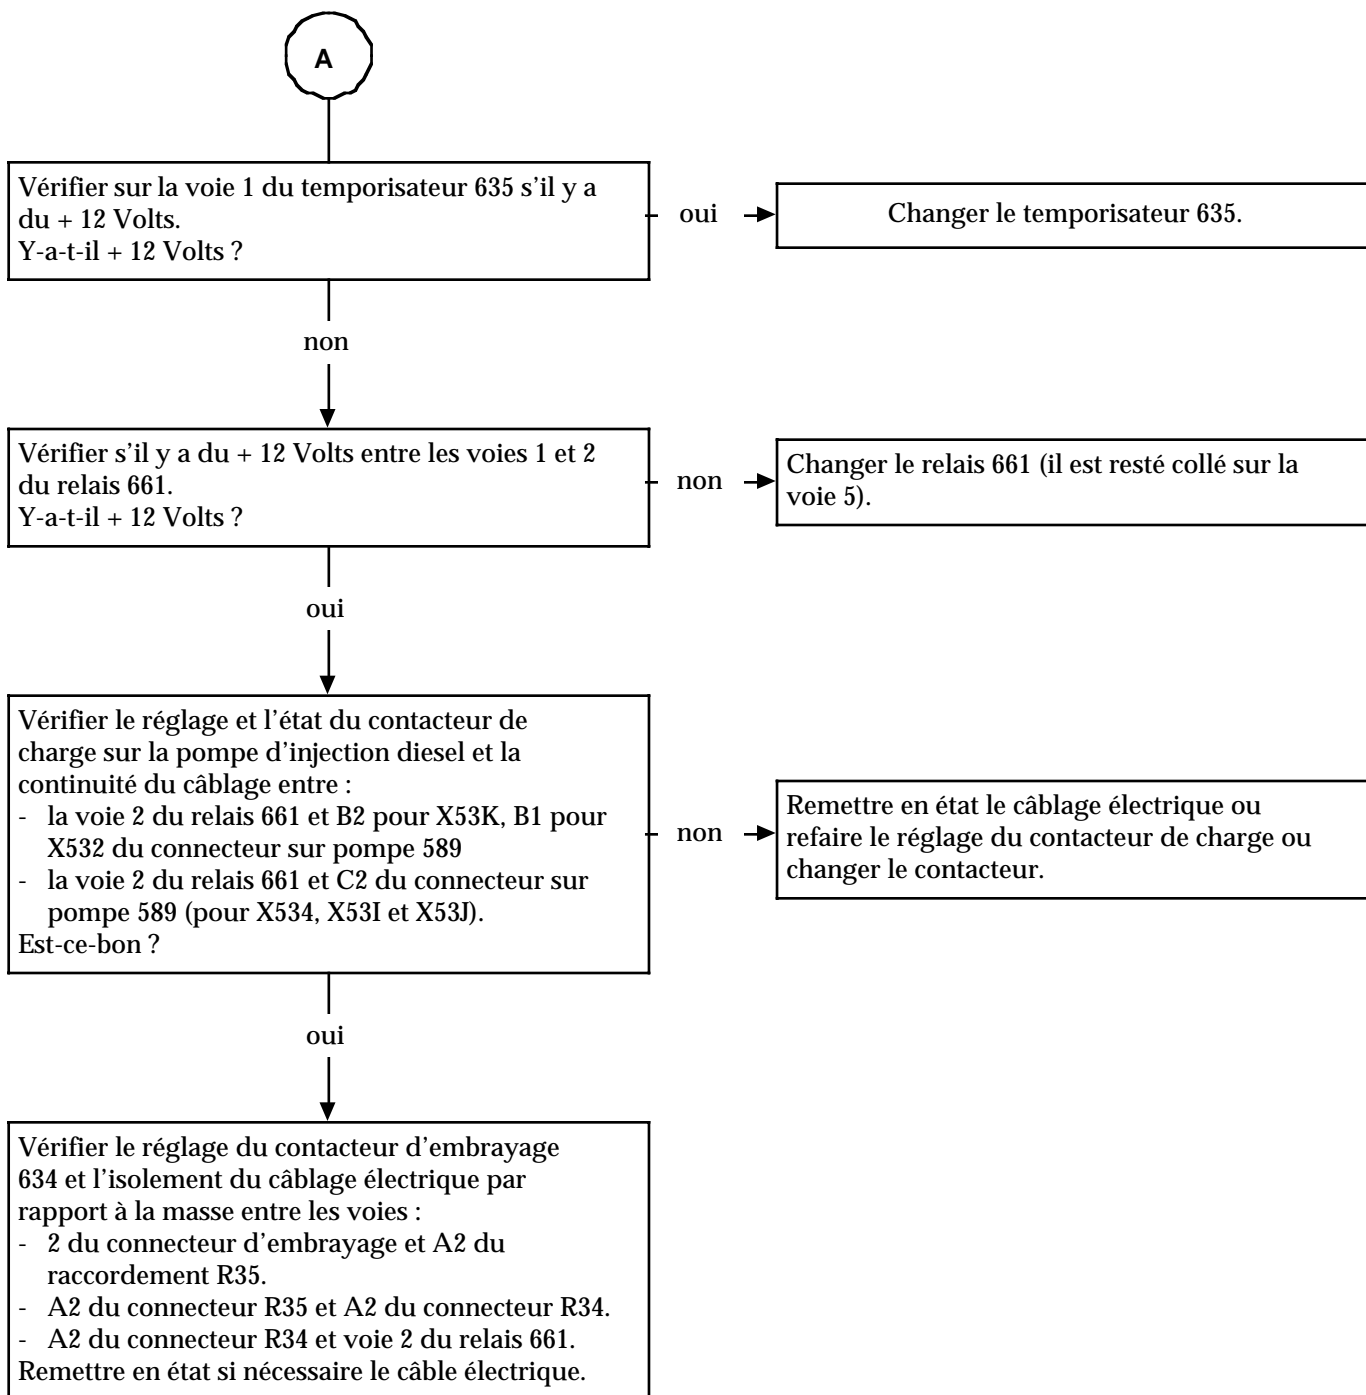 A
Vérifier sur la voie 1 du temporisateur 635 s'il y a
du + 12 Volts.
Y-a-t-il + 12 Volts ?
oui
Changer le temporisateur 635.
non
Vérifier s'il y a du + 12 Volts entre les voies 1 et 2
du relais 661.
Y-a-t-il + 12 Volts ?
non
Changer le relais 661 (il est resté collé sur la
voie 5).
oui
Vérifier le réglage et l'état du contacteur de
charge sur la pompe d'injection diesel et la
continuité du câblage entre :
- la voie 2 du relais 661 et B2 pour X53K, B1 pour
X532 du connecteur sur pompe 589
- la voie 2 du relais 661 et C2 du connecteur sur
pompe 589 (pour X534, X53I et X53J).
Est-ce-bon ?
non
Remettre en état le câblage électrique ou
refaire le réglage du contacteur de charge ou
changer le contacteur.
oui
Vérifier le réglage du contacteur d'embrayage
634 et l'isolement du câblage électrique par
rapport à la masse entre les voies :
- 2 du connecteur d'embrayage et A2 du
raccordement R35.
- A2 du connecteur R35 et A2 du connecteur R34.
- A2 du connecteur R34 et voie 2 du relais 661.
Remettre en état si nécessaire le câble électrique.